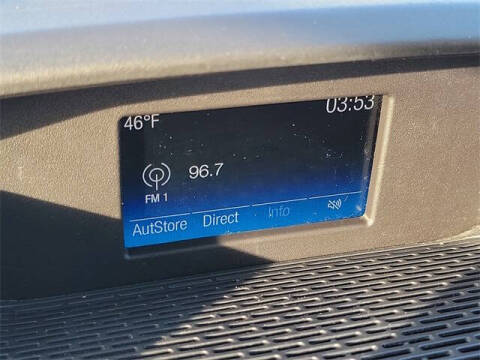 46°F 03:53
96.7
FM 1
AutStore Direct Info